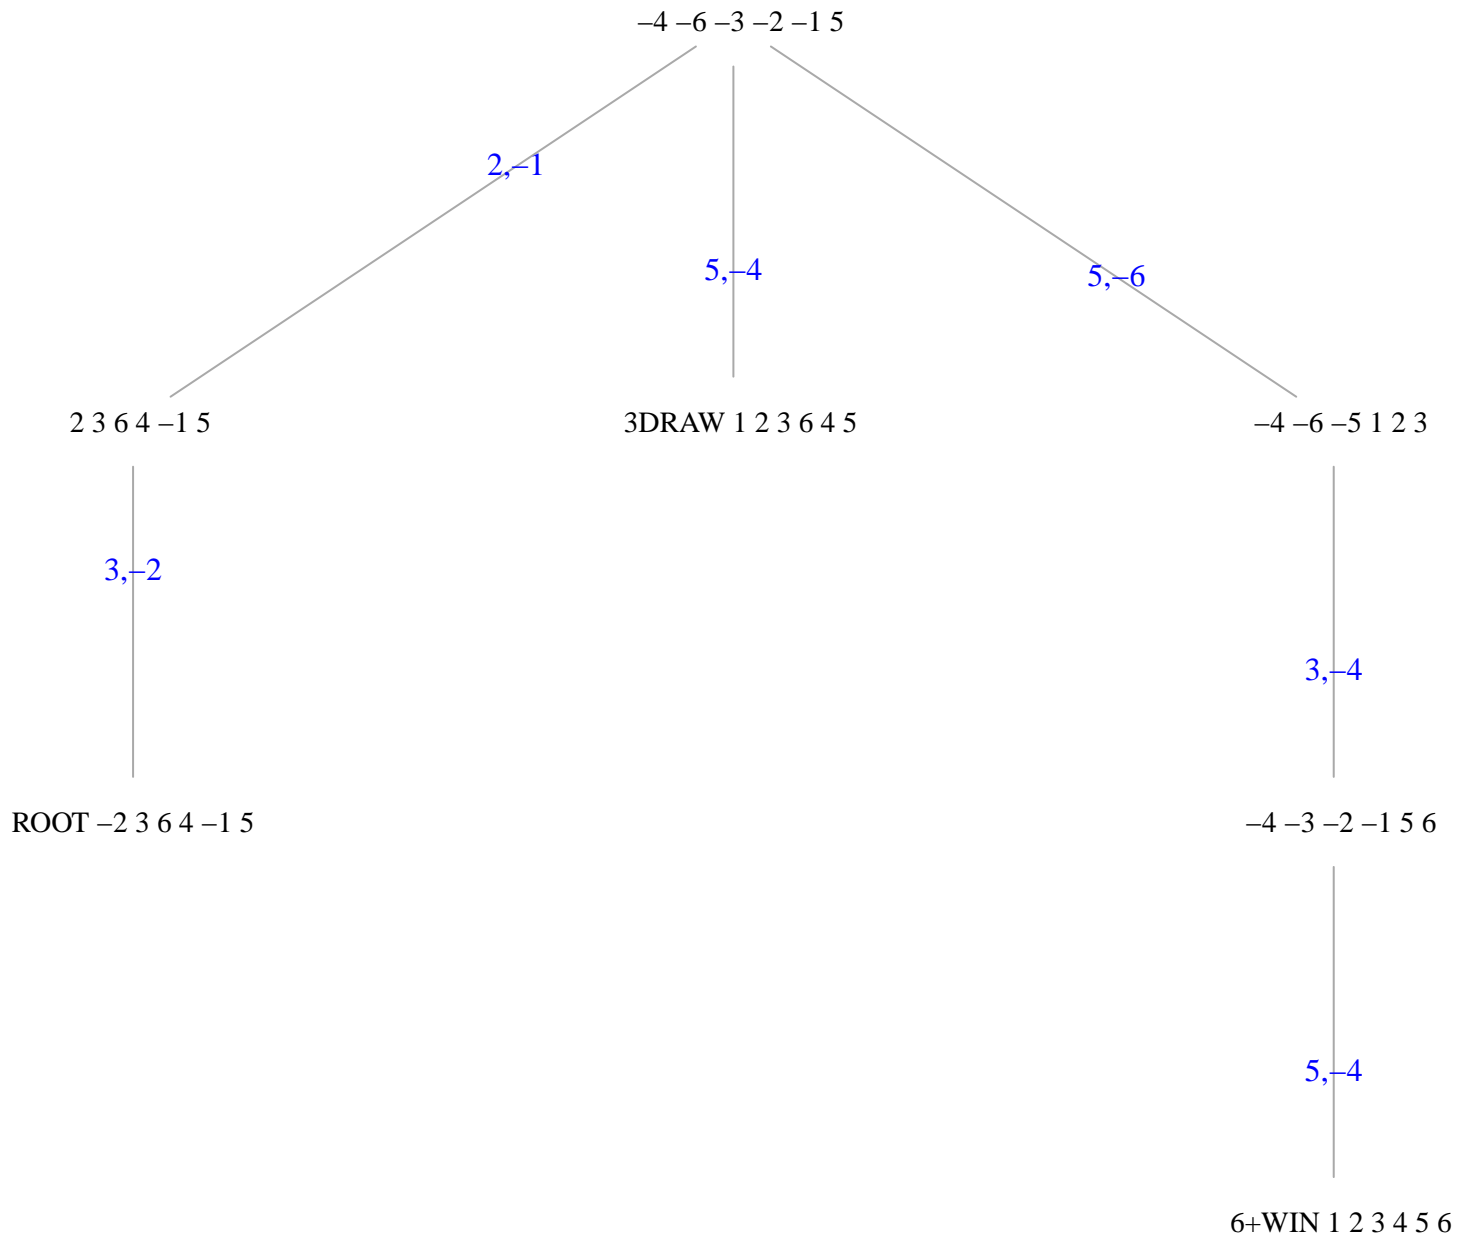 –4 –6 –3 –2 –1 5
2,–1
5,–4
5,–6
2 3 6 4 –1 5
3DRAW 1 2 3 6 4 5
–4 –6 –5 1 2 3
3,–2
3,–4
ROOT –2 3 6 4 –1 5
–4 –3 –2 –1 5 6
5,–4
6+WIN 1 2 3 4 5 6